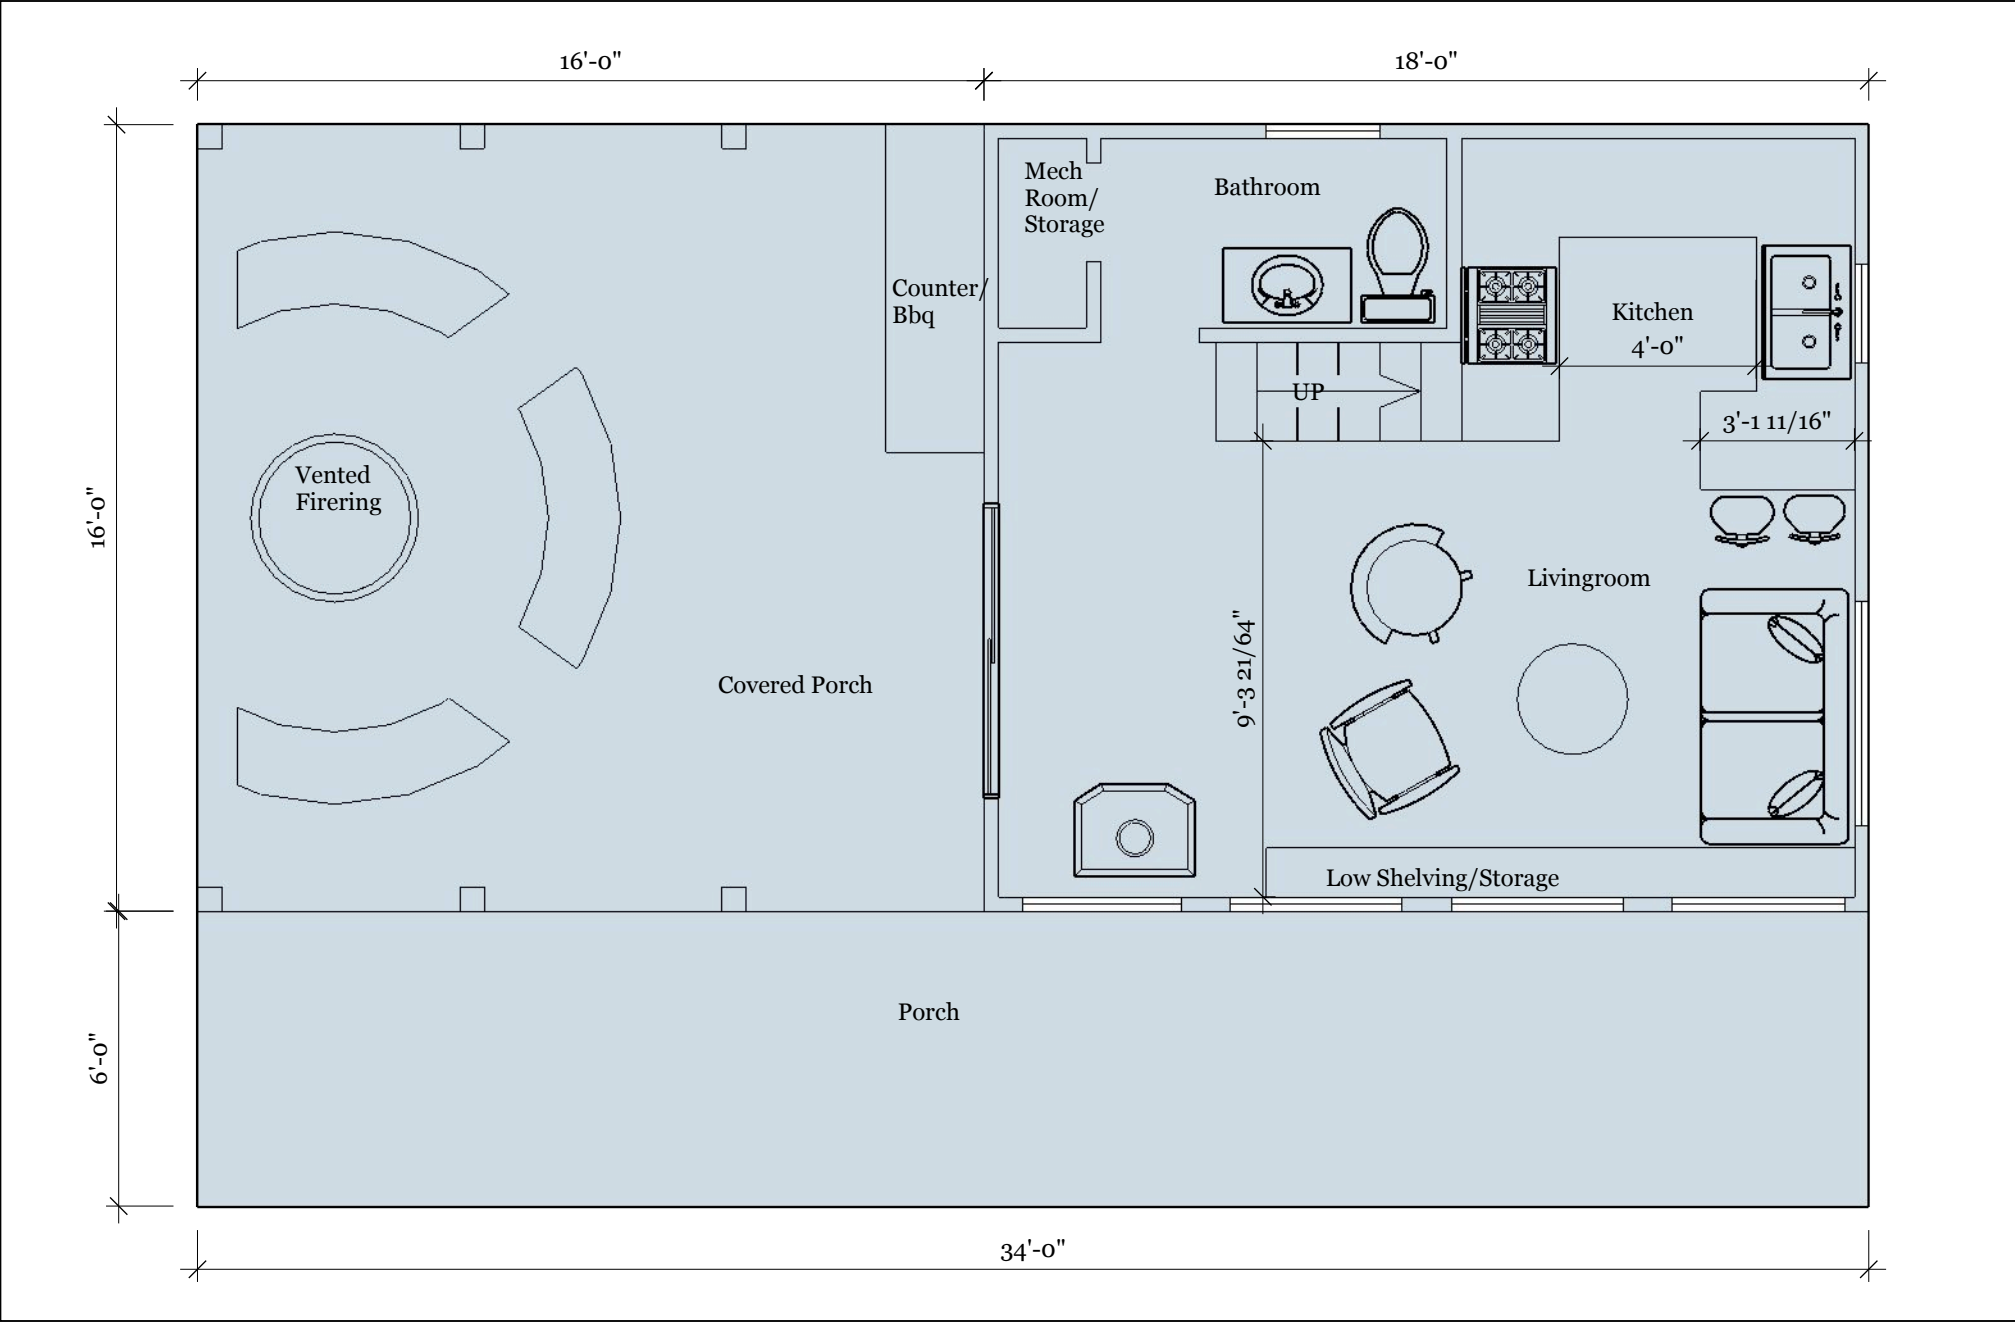 16'-0"
18'-0"
Mech
Room/
Storage
Bathroom
Counter/
Bbq
Kitchen
4'-0"
UP
3'-1 11/16"
Vented
Firering
16'-0"
Livingroom
9'-3 21/64"
Covered Porch
Low Shelving/Storage
Porch
6'-0"
34'-0"